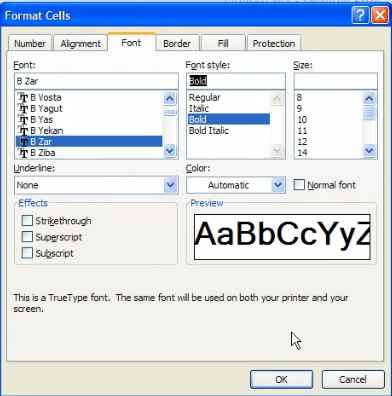 Format Cells
Number Alignment Font Border Fill Protection
Font: Font style: Size:
B Zar Bold
B Vosta Regular 8
B Yagut Italic 9
B Yas Bold 10
B Yekan Bold Italic 11
B Zar 12
B Ziba 14
Underline: Color:
None Automatic Normal font
Effects Preview
Strikethrough
Superscript
Subscript
AaBbCcYyZ
This is a TrueType font. The same font will be used on both your printer and your
screen.
OK Cancel